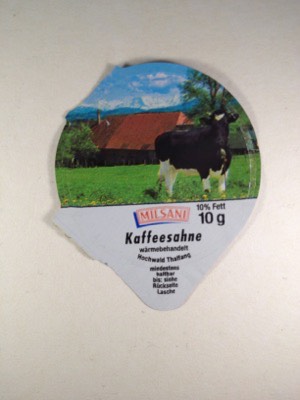 MILSANI
10% Fett
10 g
Kaffeesahne
wärmebehandelt
Hochwald Thalfang
mindestens
haltbar
bis: siehe
Rückseite
Lasche